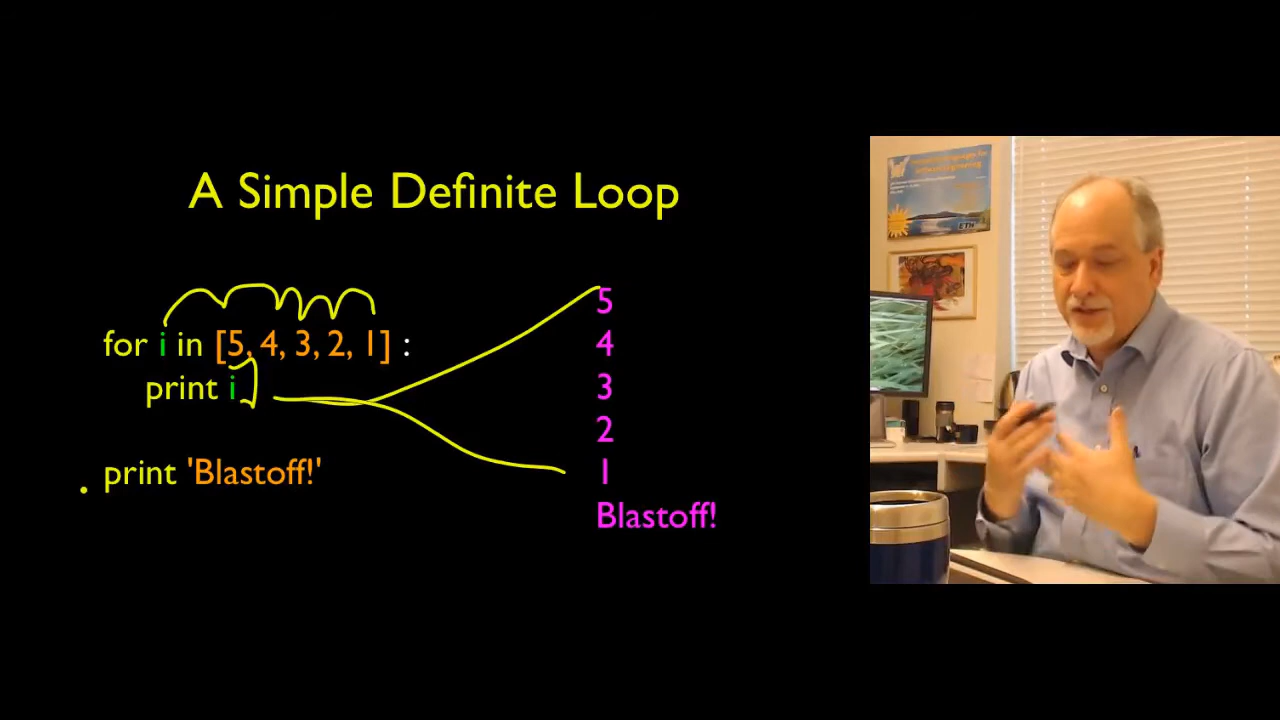 A Simple Definite Loop
for i in [5, 4, 3, 2, 1] :
print i
print 'Blastoff!'
5
4
3
2
1
Blastoff!
ETH